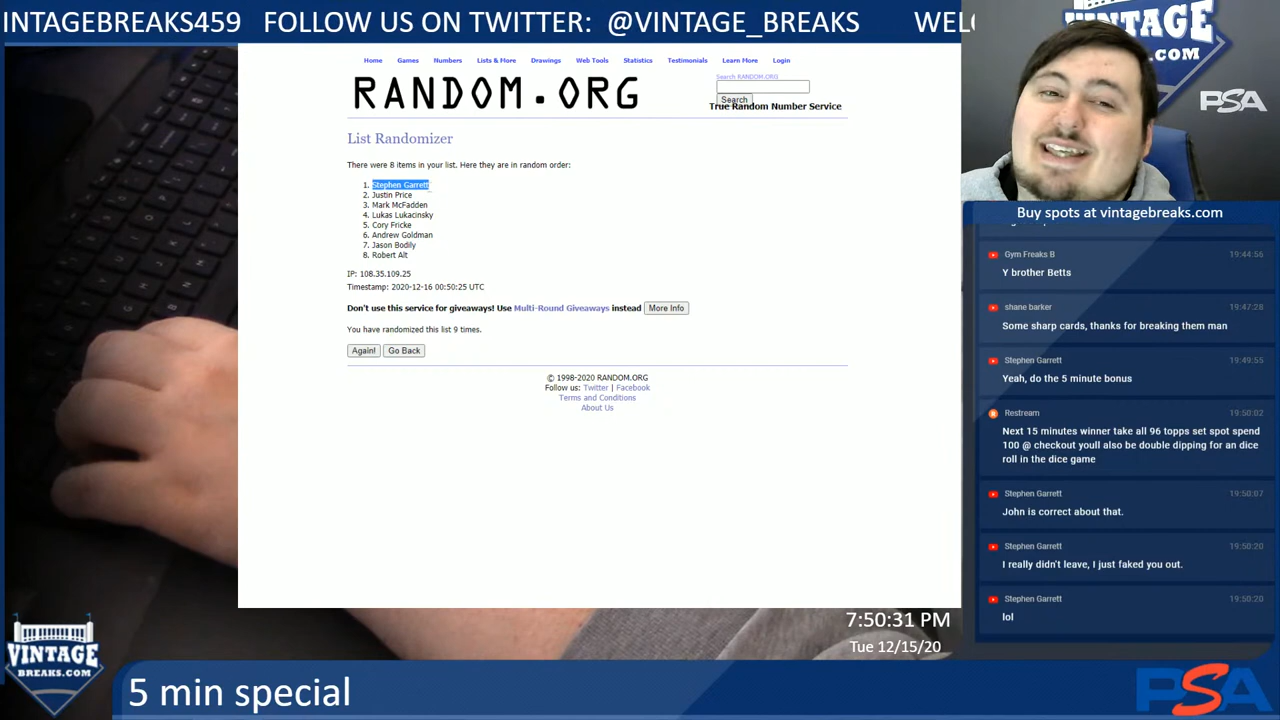 INTAGEBREAKS459 FOLLOW US ON TWITTER: @VINTAGE_BREAKS WELC
VINTAGE
.COM
PSA
Home Games Numbers Lists & More Drawings Web Tools Statistics Testimonials Learn More Login
RANDOM.ORG
Search RANDOM.ORG
Search
True Random Number Service
List Randomizer
There were 8 items in your list. Here they are in random order:
1. Stephen Garrett
2. Justin Price
3. Mark McFadden
4. Lukas Lukacinsky
5. Cory Fricke
6. Andrew Goldman
7. Jason Bodily
8. Robert Alt
IP: 108.35.109.25
Timestamp: 2020-12-16 00:50:25 UTC
Don't use this service for giveaways! Use Multi-Round Giveaways instead More Info
You have randomized this list 9 times.
Again! Go Back
© 1998-2020 RANDOM.ORG
Follow us: Twitter | Facebook
Terms and Conditions
About Us
Buy spots at vintagebreaks.com
Gym Freaks B 19:44:56
Y brother Betts
shane barker 19:47:28
Some sharp cards, thanks for breaking them man
Stephen Garrett 19:49:55
Yeah, do the 5 minute bonus
Restream 19:50:02
Next 15 minutes winner take all 96 topps set spot spend
100 @ checkout youll also be double dipping for an dice
roll in the dice game
Stephen Garrett 19:50:07
John is correct about that.
Stephen Garrett 19:50:20
I really didn't leave, I just faked you out.
Stephen Garrett 19:50:20
lol
7:50:31 PM
Tue 12/15/20
VINTAGE
BREAKS.COM
5 min special
PSA